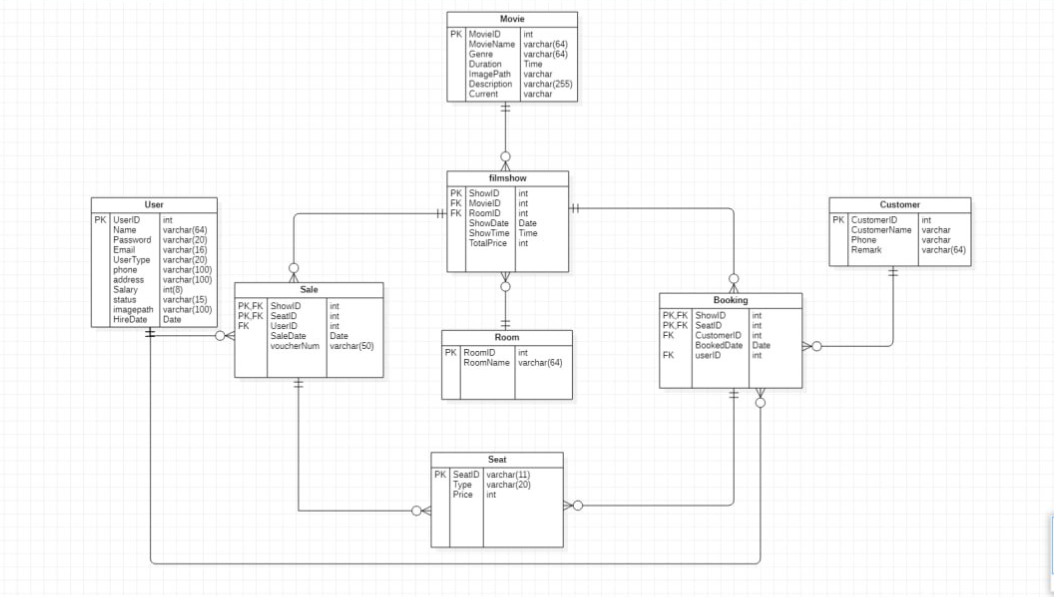 Movie
PK MovieID int
MovieName varchar(64)
Genre varchar(64)
Duration Time
ImagePath varchar
Description varchar(255)
Current varchar
filmshow
PK ShowID int
FK MovieID int
FK RoomID int
ShowDate Date
ShowTime Time
TotalPrice int
User
PK UserID int
Name varchar(64)
Password varchar(20)
Email varchar(16)
UserType varchar(20)
phone varchar(100)
address varchar(100)
Salary int(8)
status varchar(15)
imagepath varchar(100)
HireDate Date
Customer
PK CustomerID int
CustomerName varchar
Phone varchar
Remark varchar(64)
Sale
PK,FK ShowID int
PK,FK SeatID int
FK UserID int
SaleDate Date
voucherNum varchar(50)
Booking
PK,FK ShowID int
PK,FK SeatID int
FK CustomerID int
BookedDate Date
FK userID int
Room
PK RoomID int
RoomName varchar(64)
Seat
PK SeatID varchar(11)
Type varchar(20)
Price int